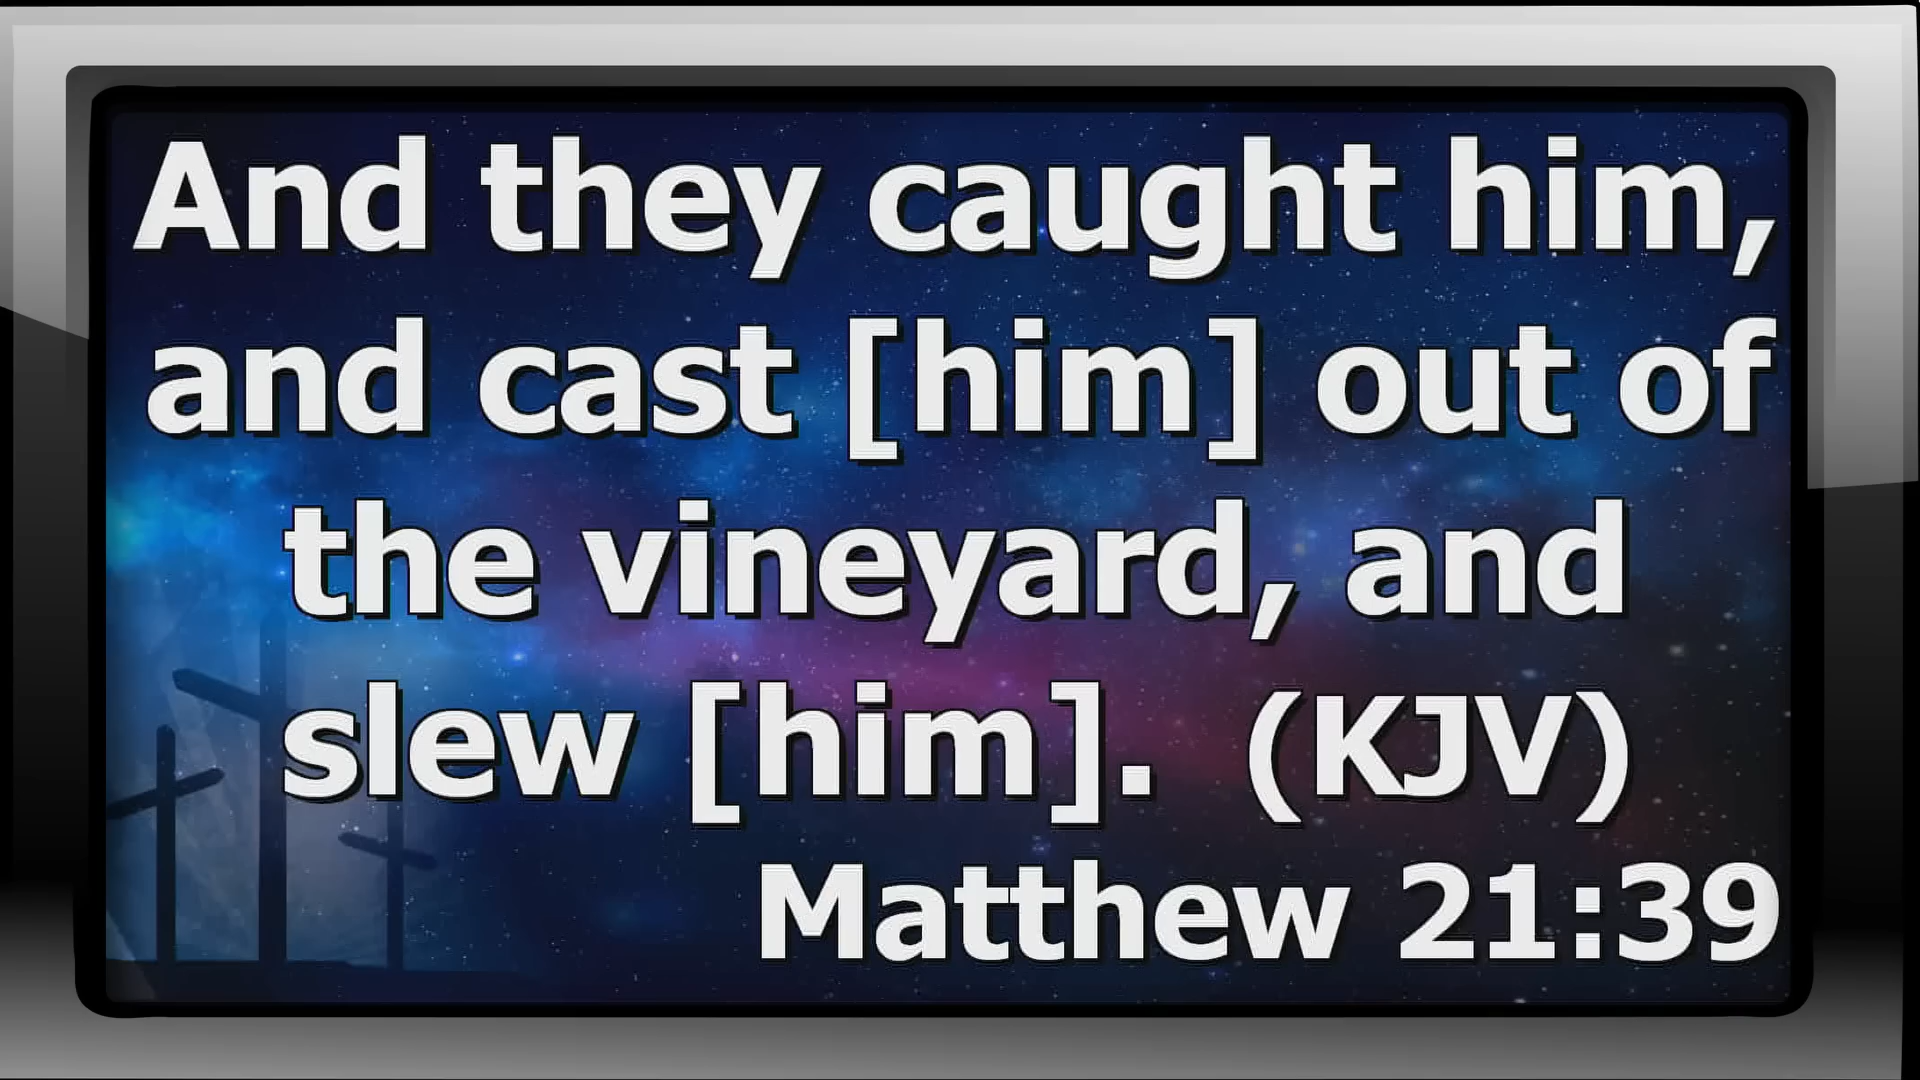 And they caught him,
and cast [him] out of
the vineyard, and
slew [him].  (KJV)
Matthew 21:39